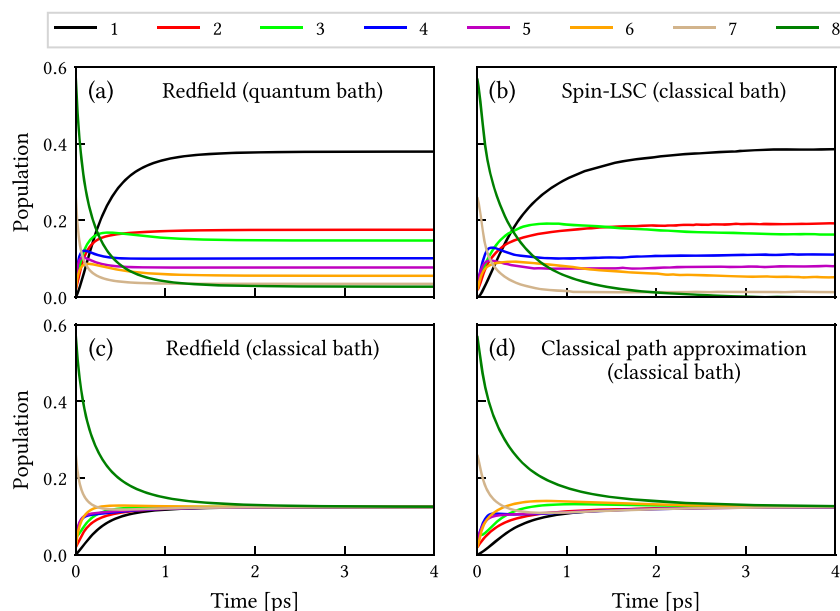 1 2 3 4 5 6 7 8
(a) Redfield (quantum bath)
(b) Spin-LSC (classical bath)
0.6
0.4
0.2
0.0
Population
Population
(c) Redfield (classical bath)
(d) Classical path approximation
(classical bath)
0.6
0.4
0.2
0.0
Population
0 1 2 3 4
0 1 2 3 4
Time [ps]
Time [ps]